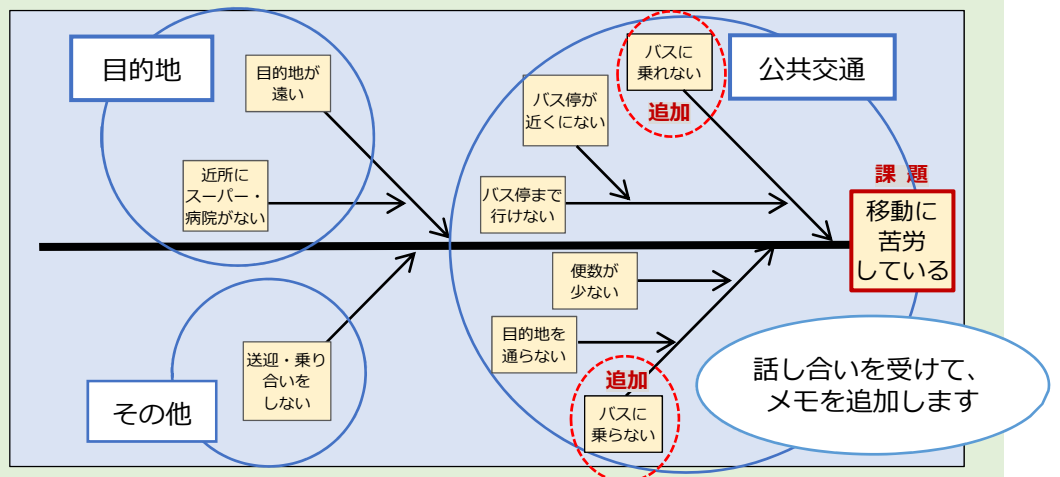 目的地
目的地が
遠い
近所に
スーパー・
病院がない
その他
送迎・乗り
合いを
しない
バスに
乗れない
追加
公共交通
バス停が
近くにない
バス停まで
行けない
課 題
移動に
苦労
している
便数が
少ない
目的地を
通らない
追加
バスに
乗らない
話し合いを受けて、
メモを追加します